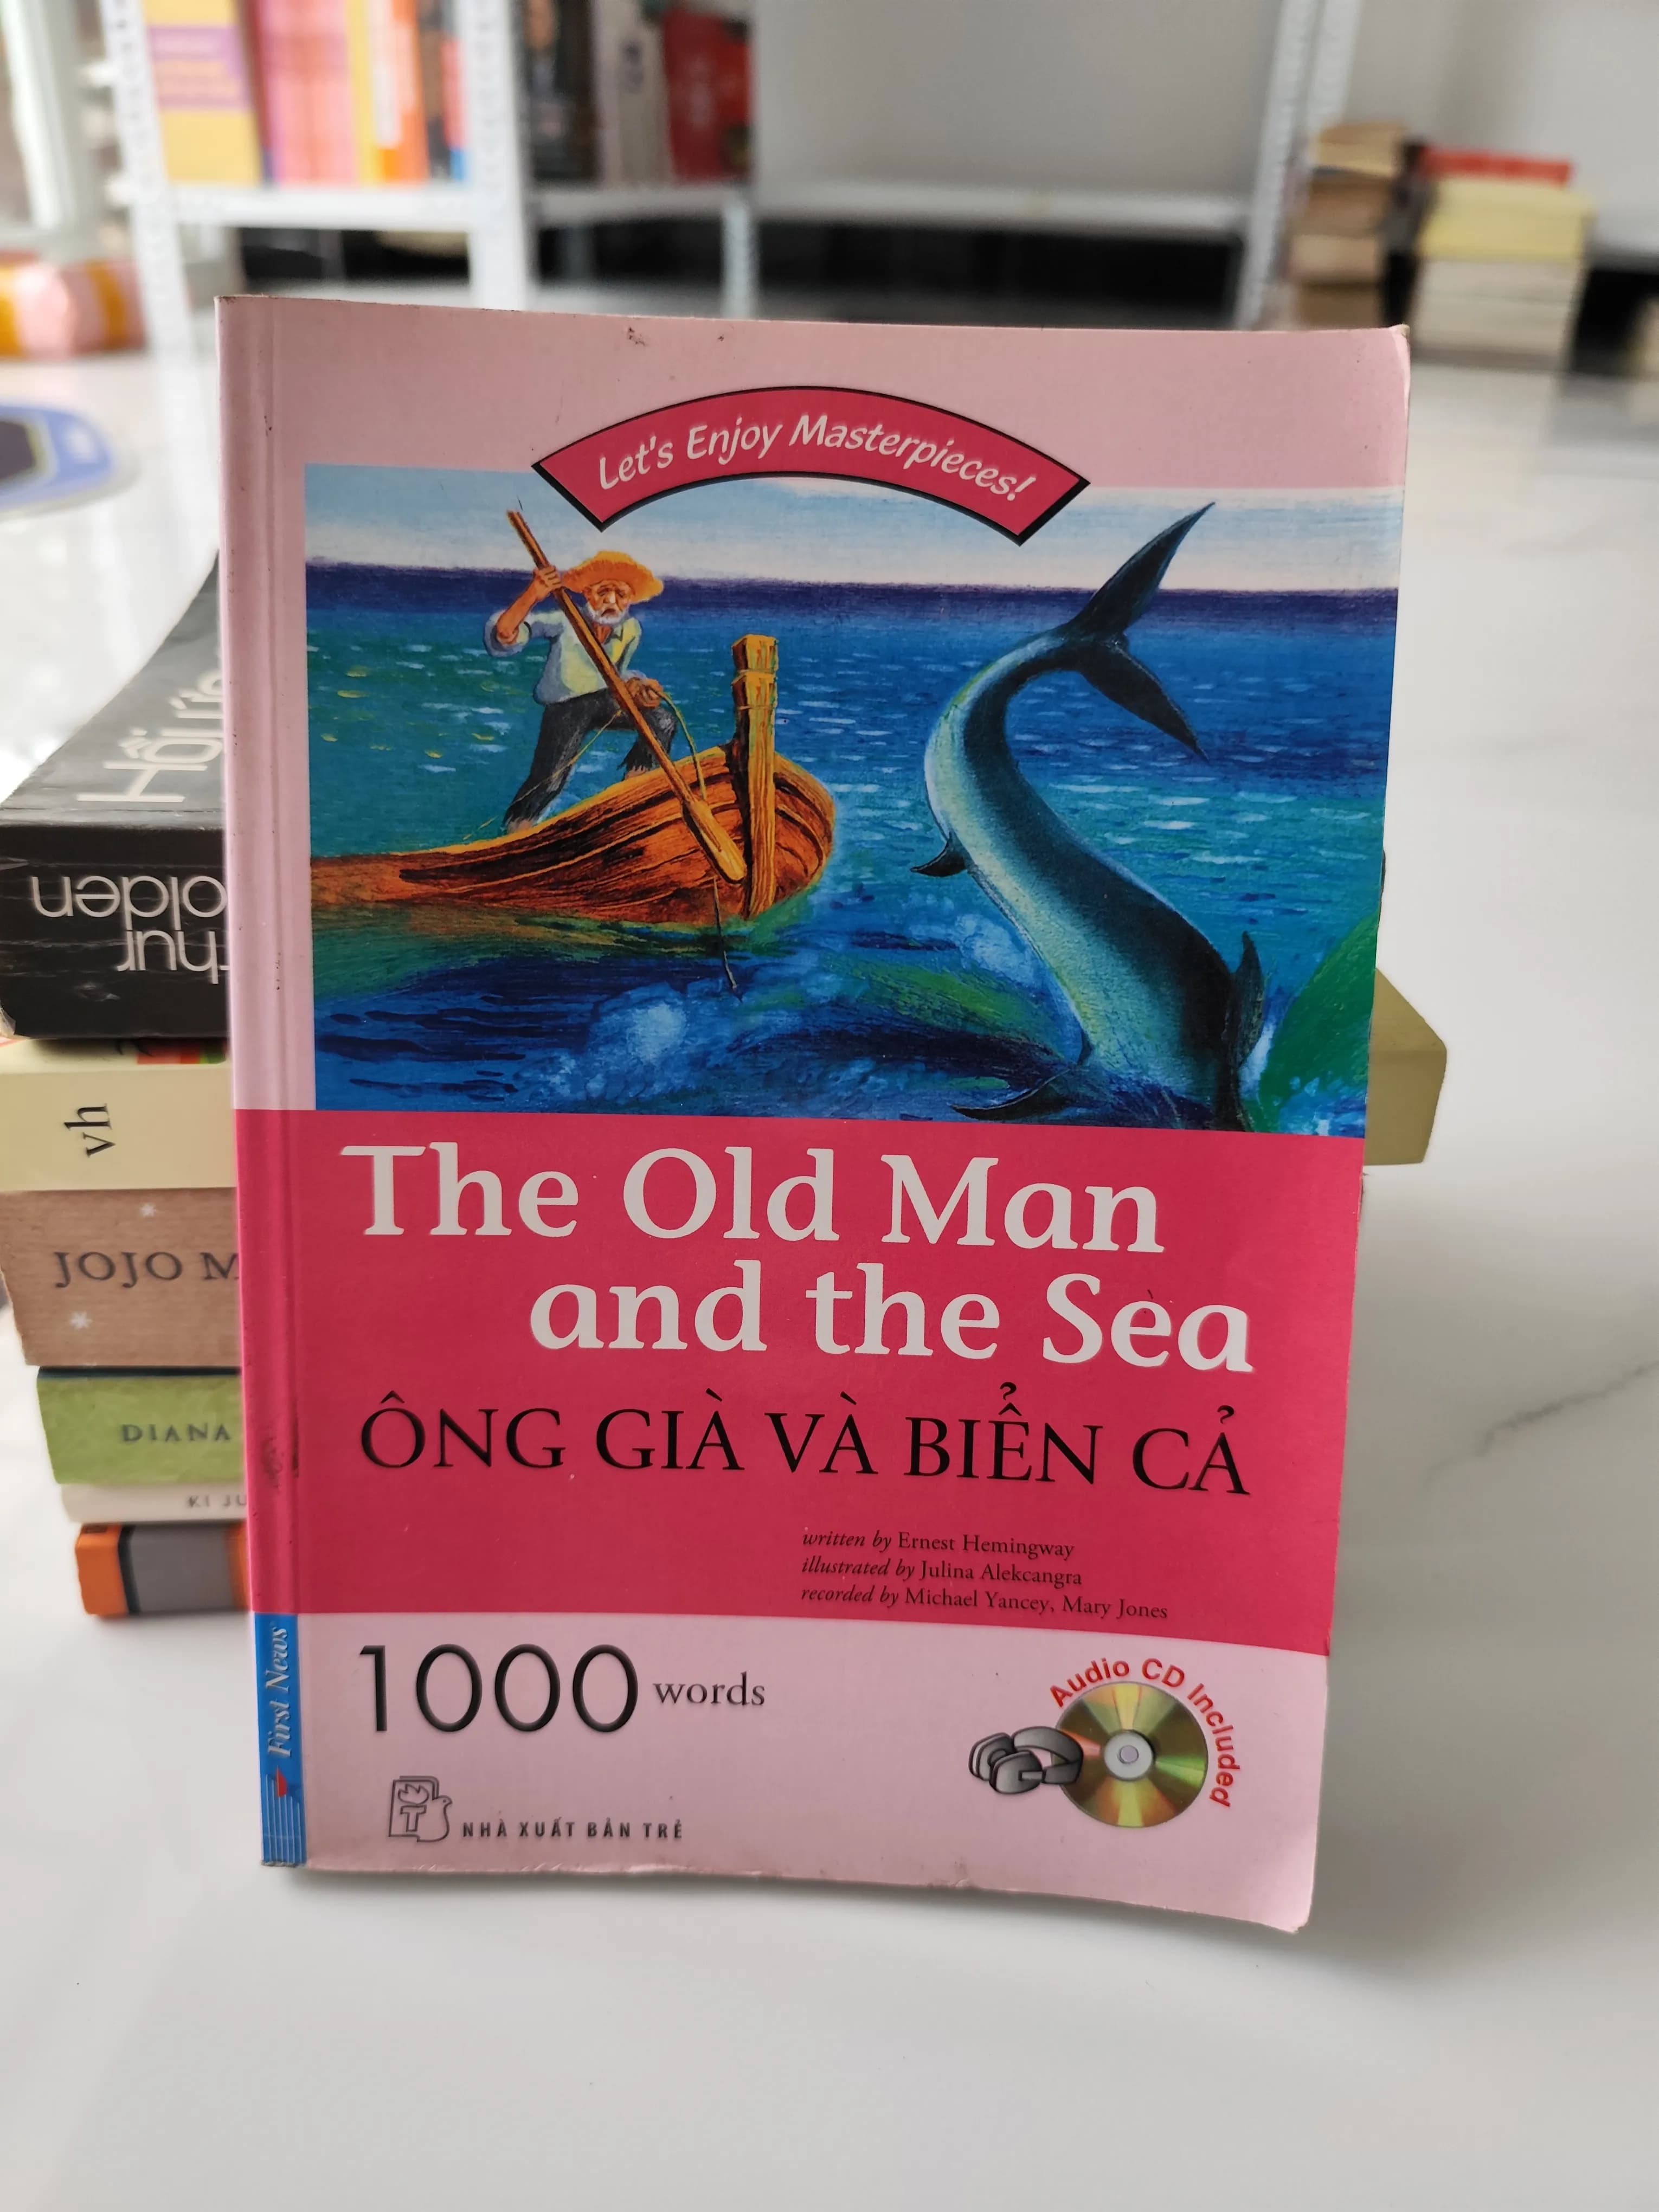 Let's Enjoy Masterpieces!
The Old Man
and the Sea
ÔNG GIÀ VÀ BIỂN CẢ
written by Ernest Hemingway
illustrated by Julina Alekcangra
recorded by Michael Yancey, Mary Jones
1000 words
Audio CD Included
NHÀ XUẤT BẢN TRẺ
First News
vh
JOJO M
DIANA
KI JU